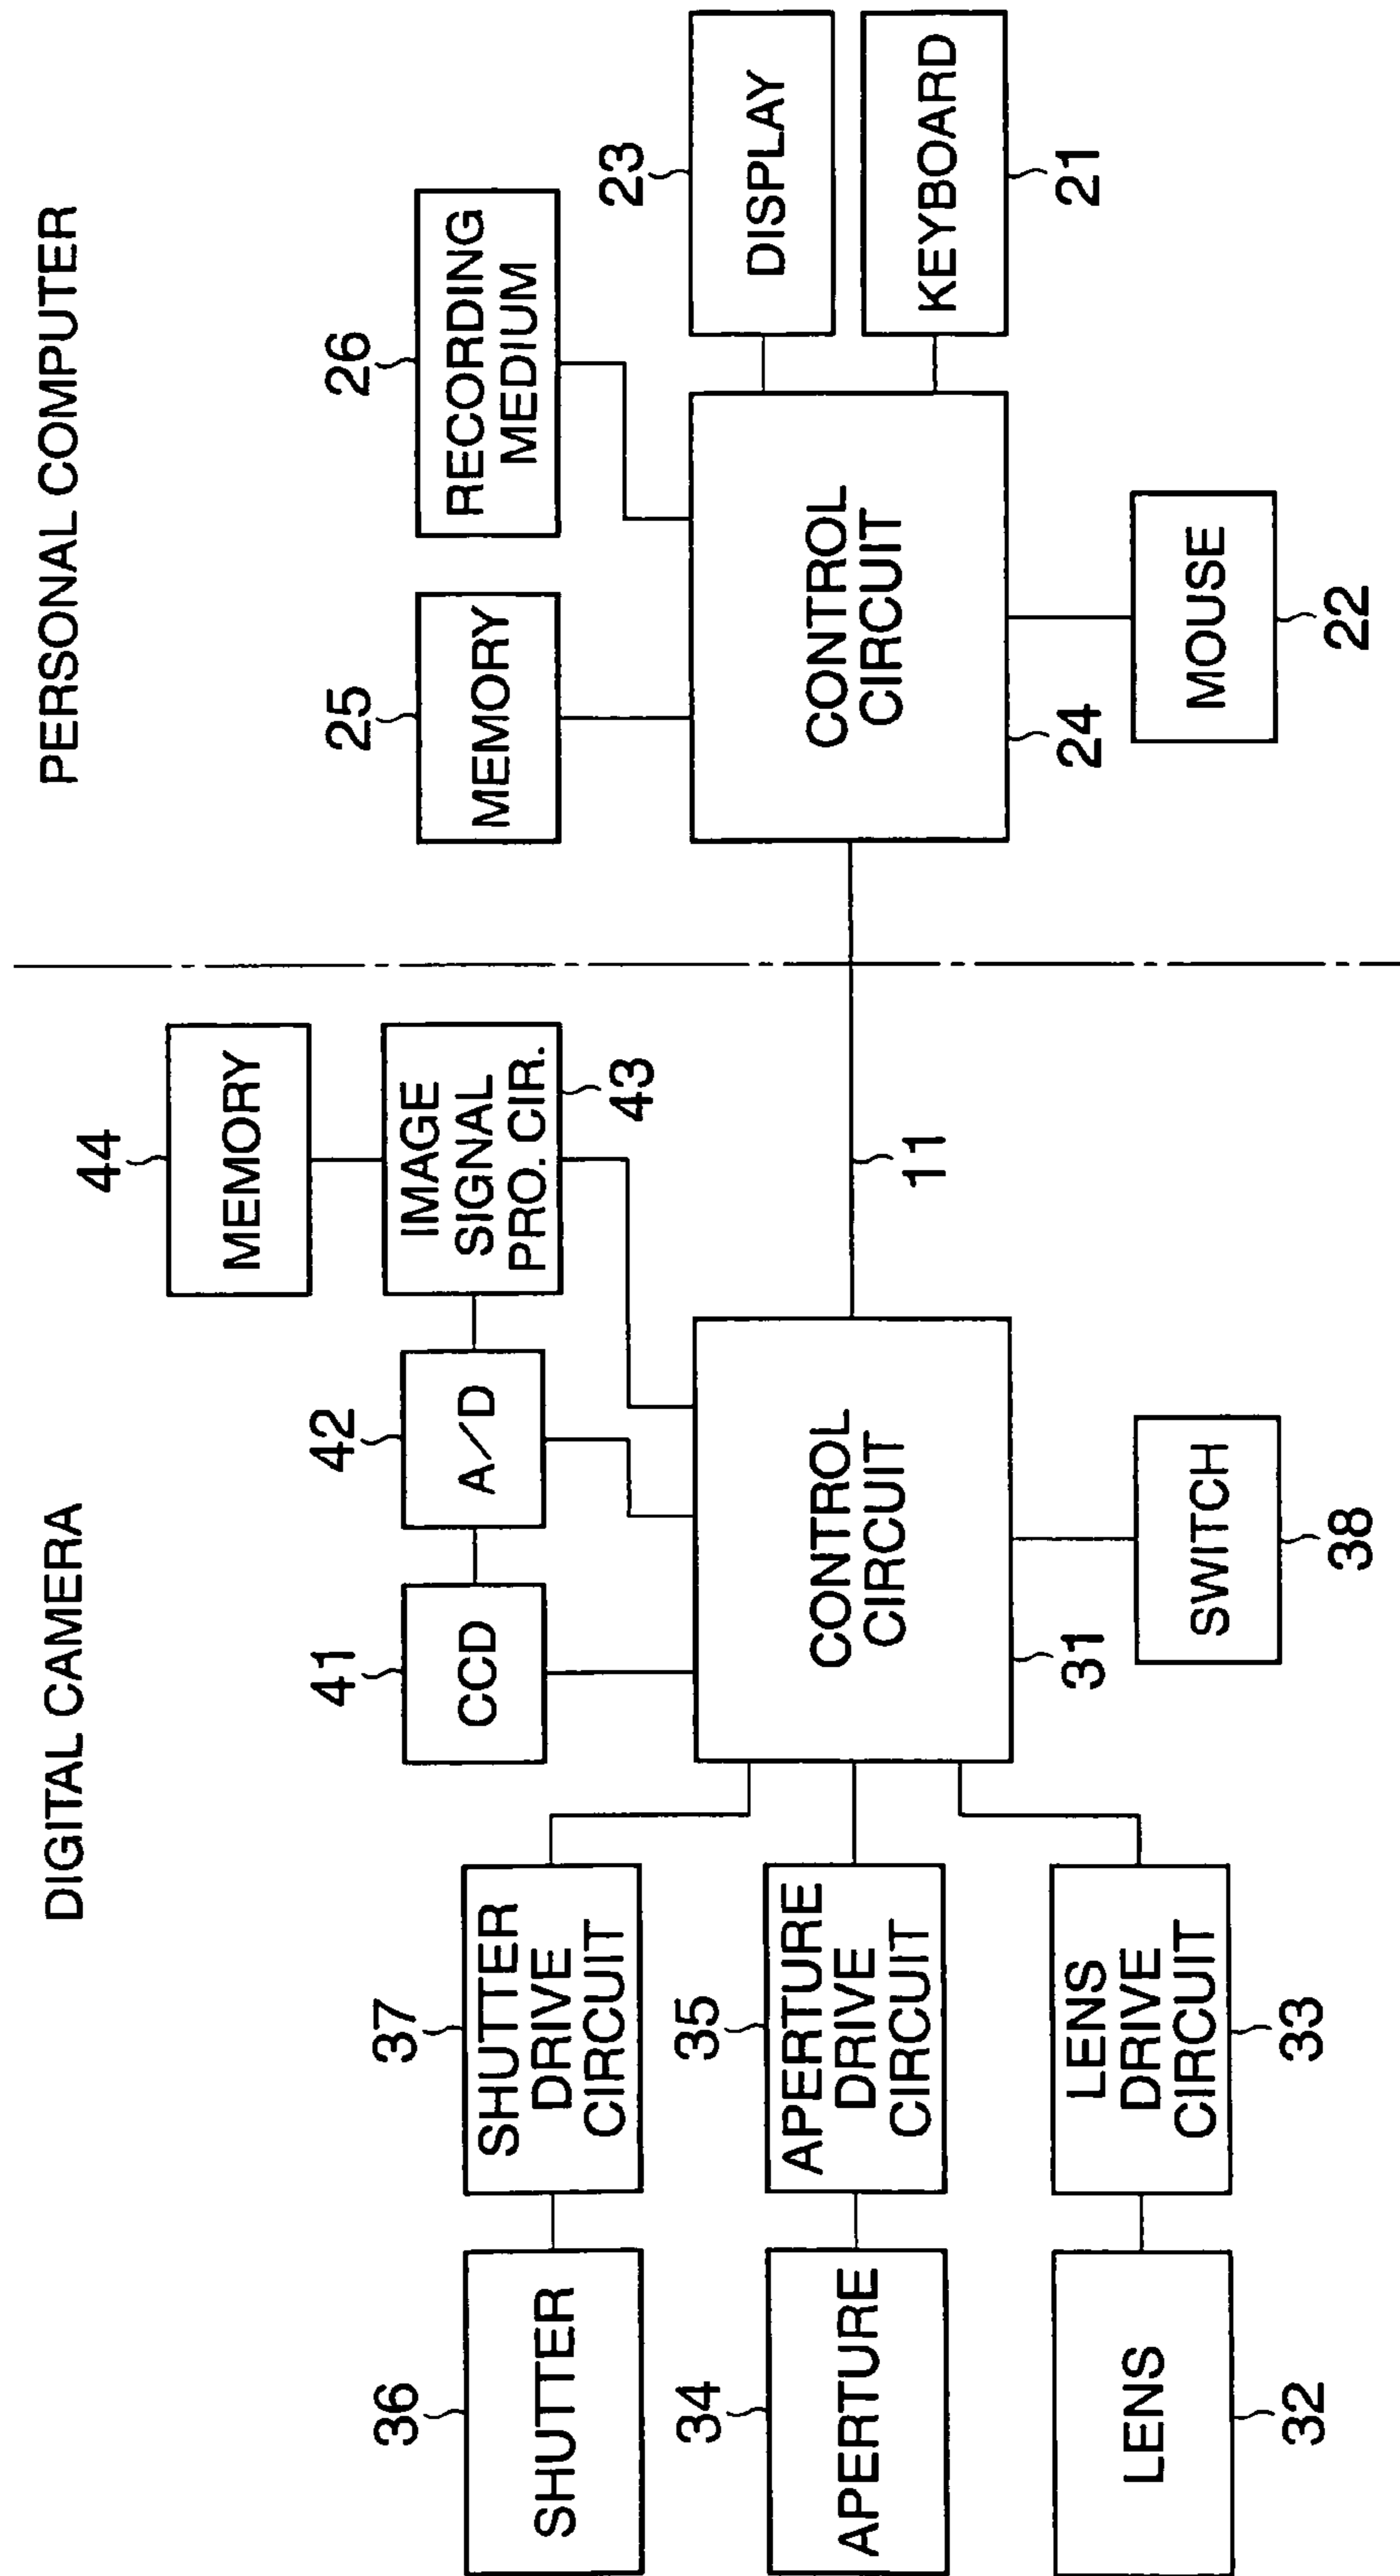 DIGITAL CAMERA
PERSONAL COMPUTER
44
MEMORY
41
CCD
42
A/D
IMAGE
SIGNAL
PRO. CIR.
43
37
SHUTTER
DRIVE
CIRCUIT
36
SHUTTER
35
APERTURE
DRIVE
CIRCUIT
34
APERTURE
LENS
DRIVE
CIRCUIT
33
LENS
32
CONTROL
CIRCUIT
31
SWITCH
38
11
25
MEMORY
26
RECORDING
MEDIUM
CONTROL
CIRCUIT
24
23
DISPLAY
KEYBOARD
21
MOUSE
22